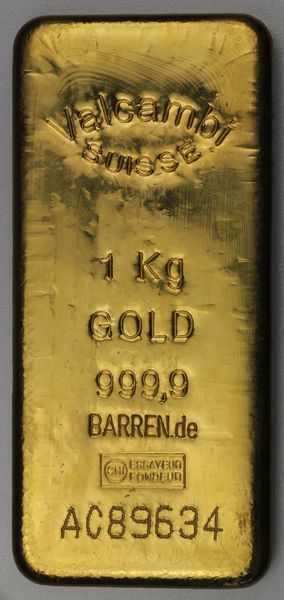 Valcambi
SUISSE
1 Kg
GOLD
999,9
BARREN.de
CHI ESSAYEUR
FONDEUR
AC89634